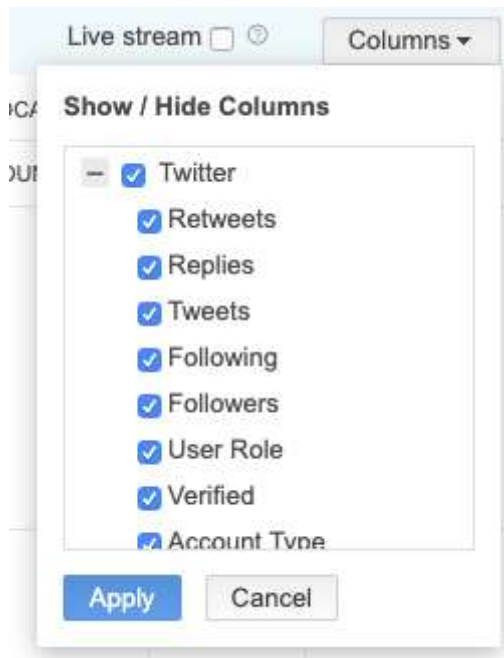 Live stream
Columns
Show / Hide Columns
Twitter
Retweets
Replies
Tweets
Following
Followers
User Role
Verified
Account Type
Apply
Cancel